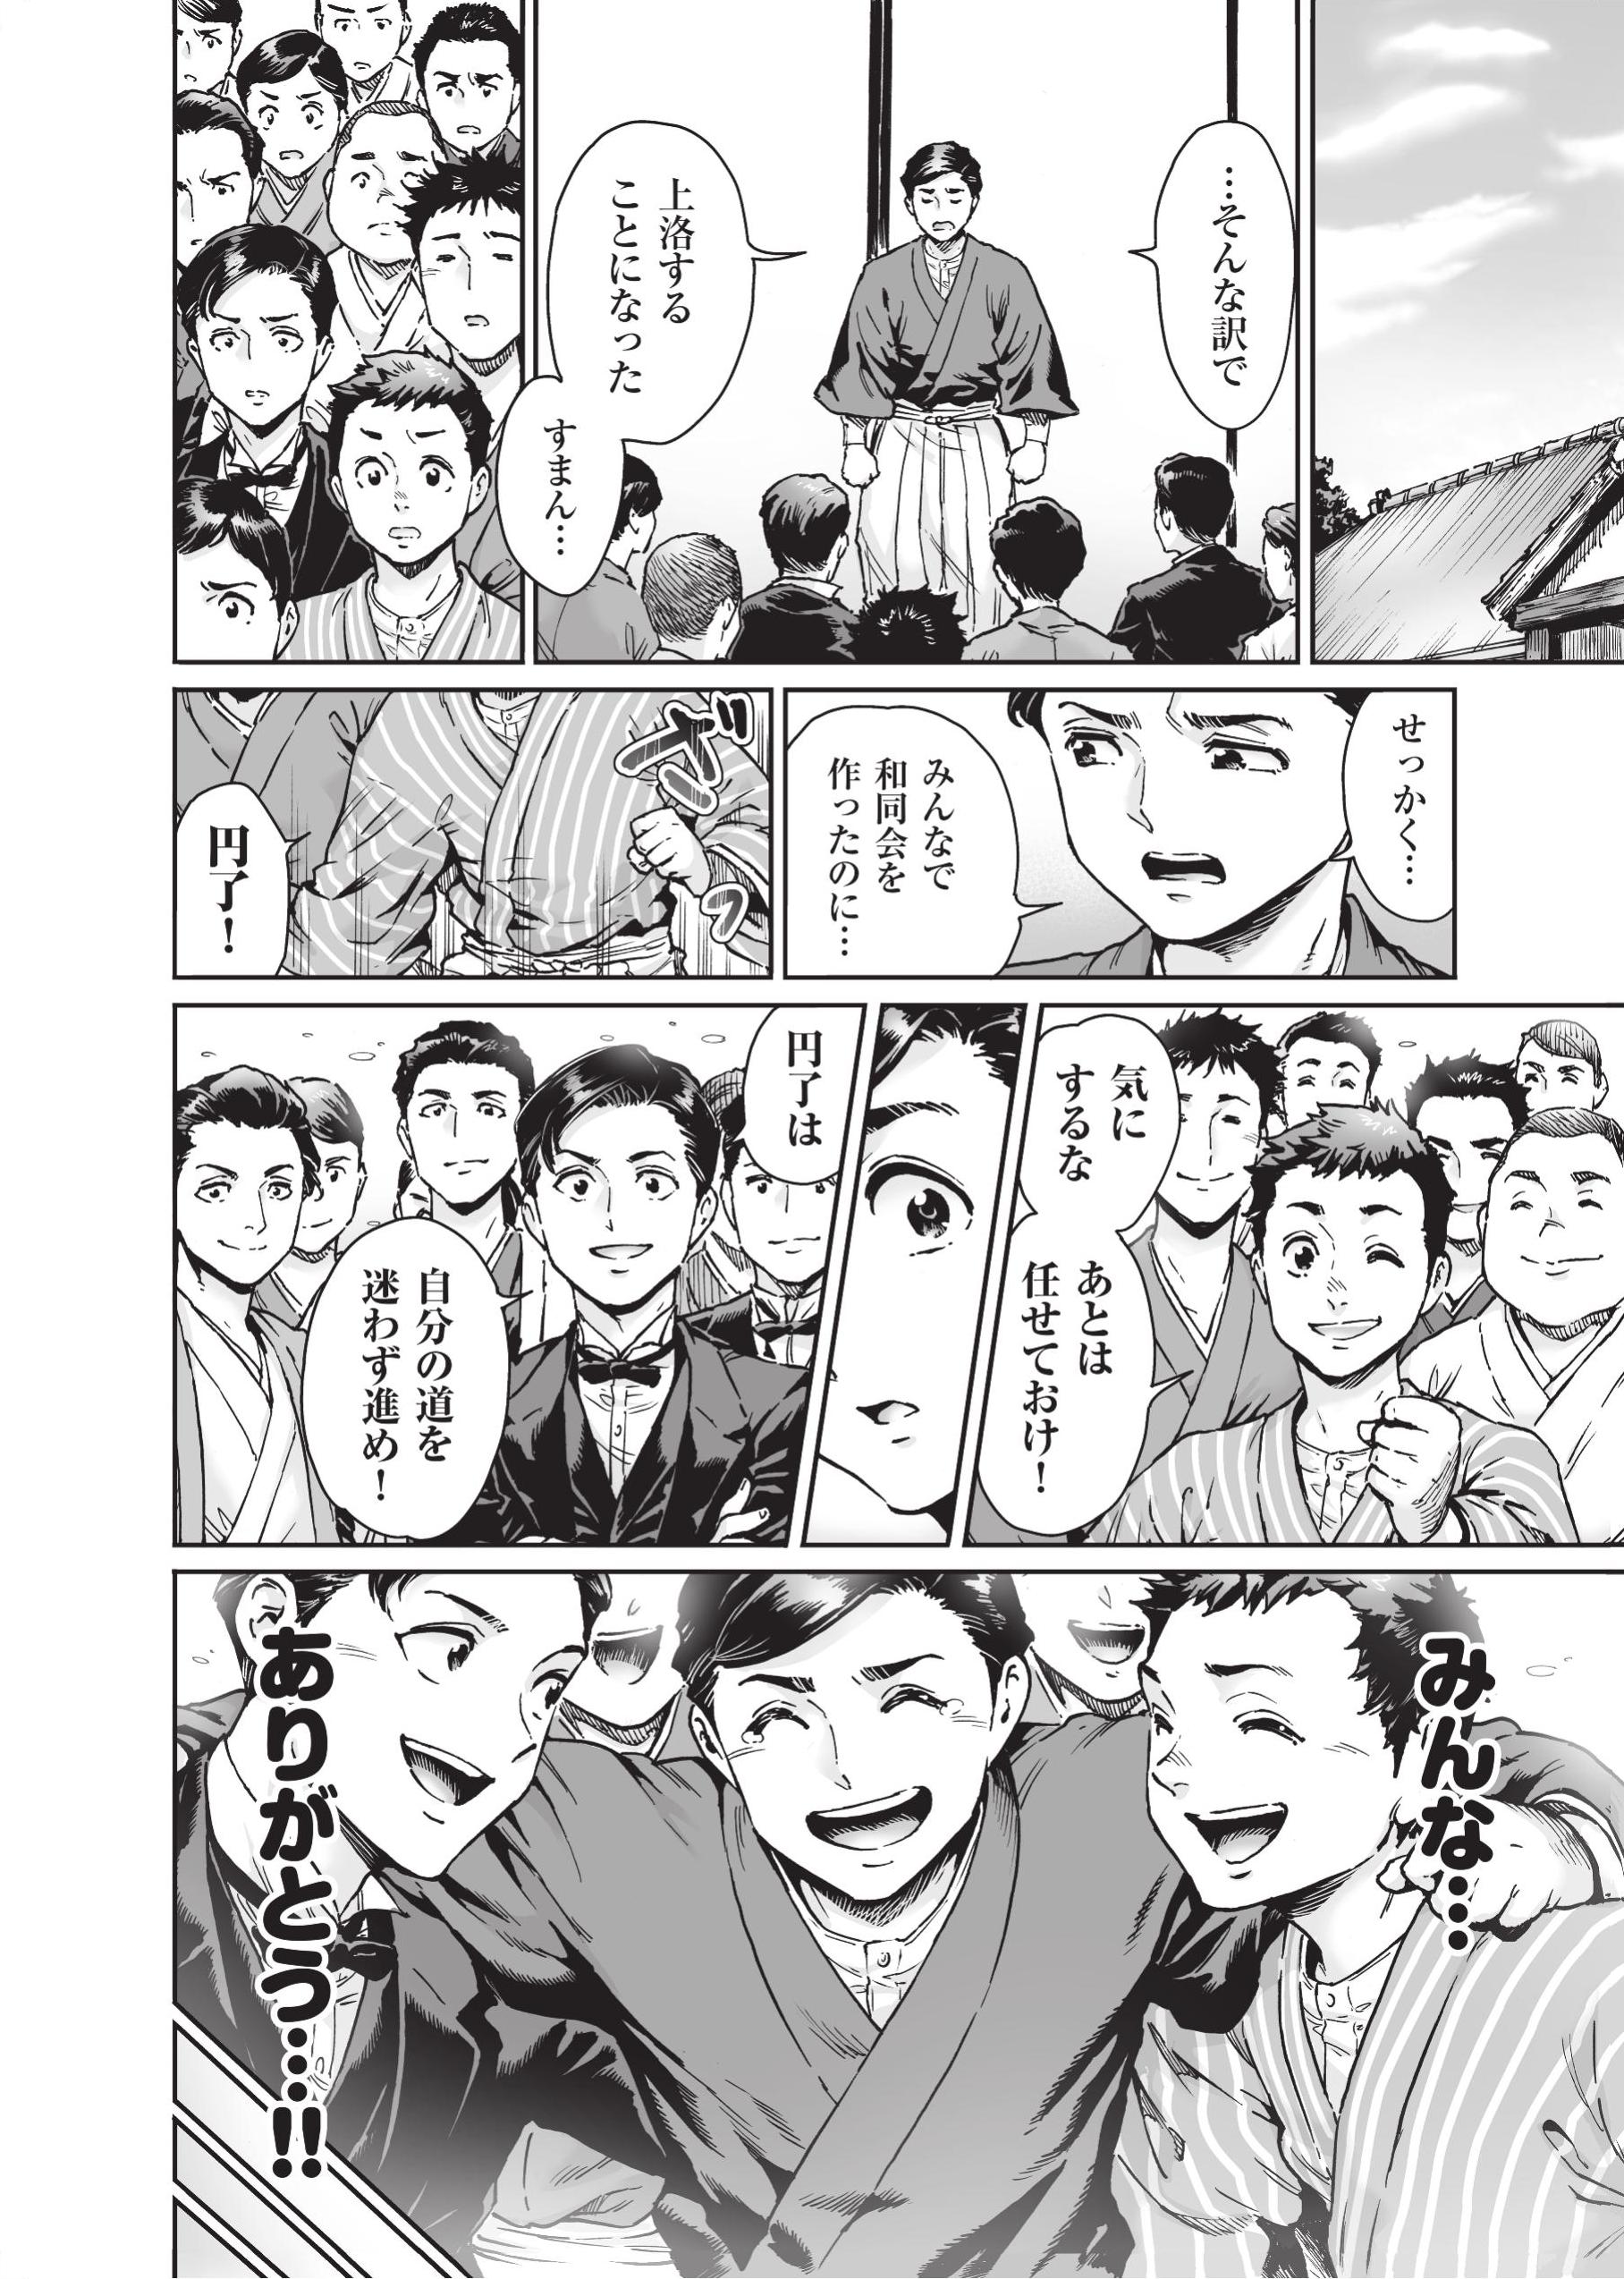 …そんな訳で
上洛する
ことになった
すまん…
せっかく…
みんなで
和同会を
作ったのに…
ザッ
円了！
気に
するな
あとは
任せておけ！
円了は
自分の道を
迷わず進め！
みんな…
ありがとう…!!